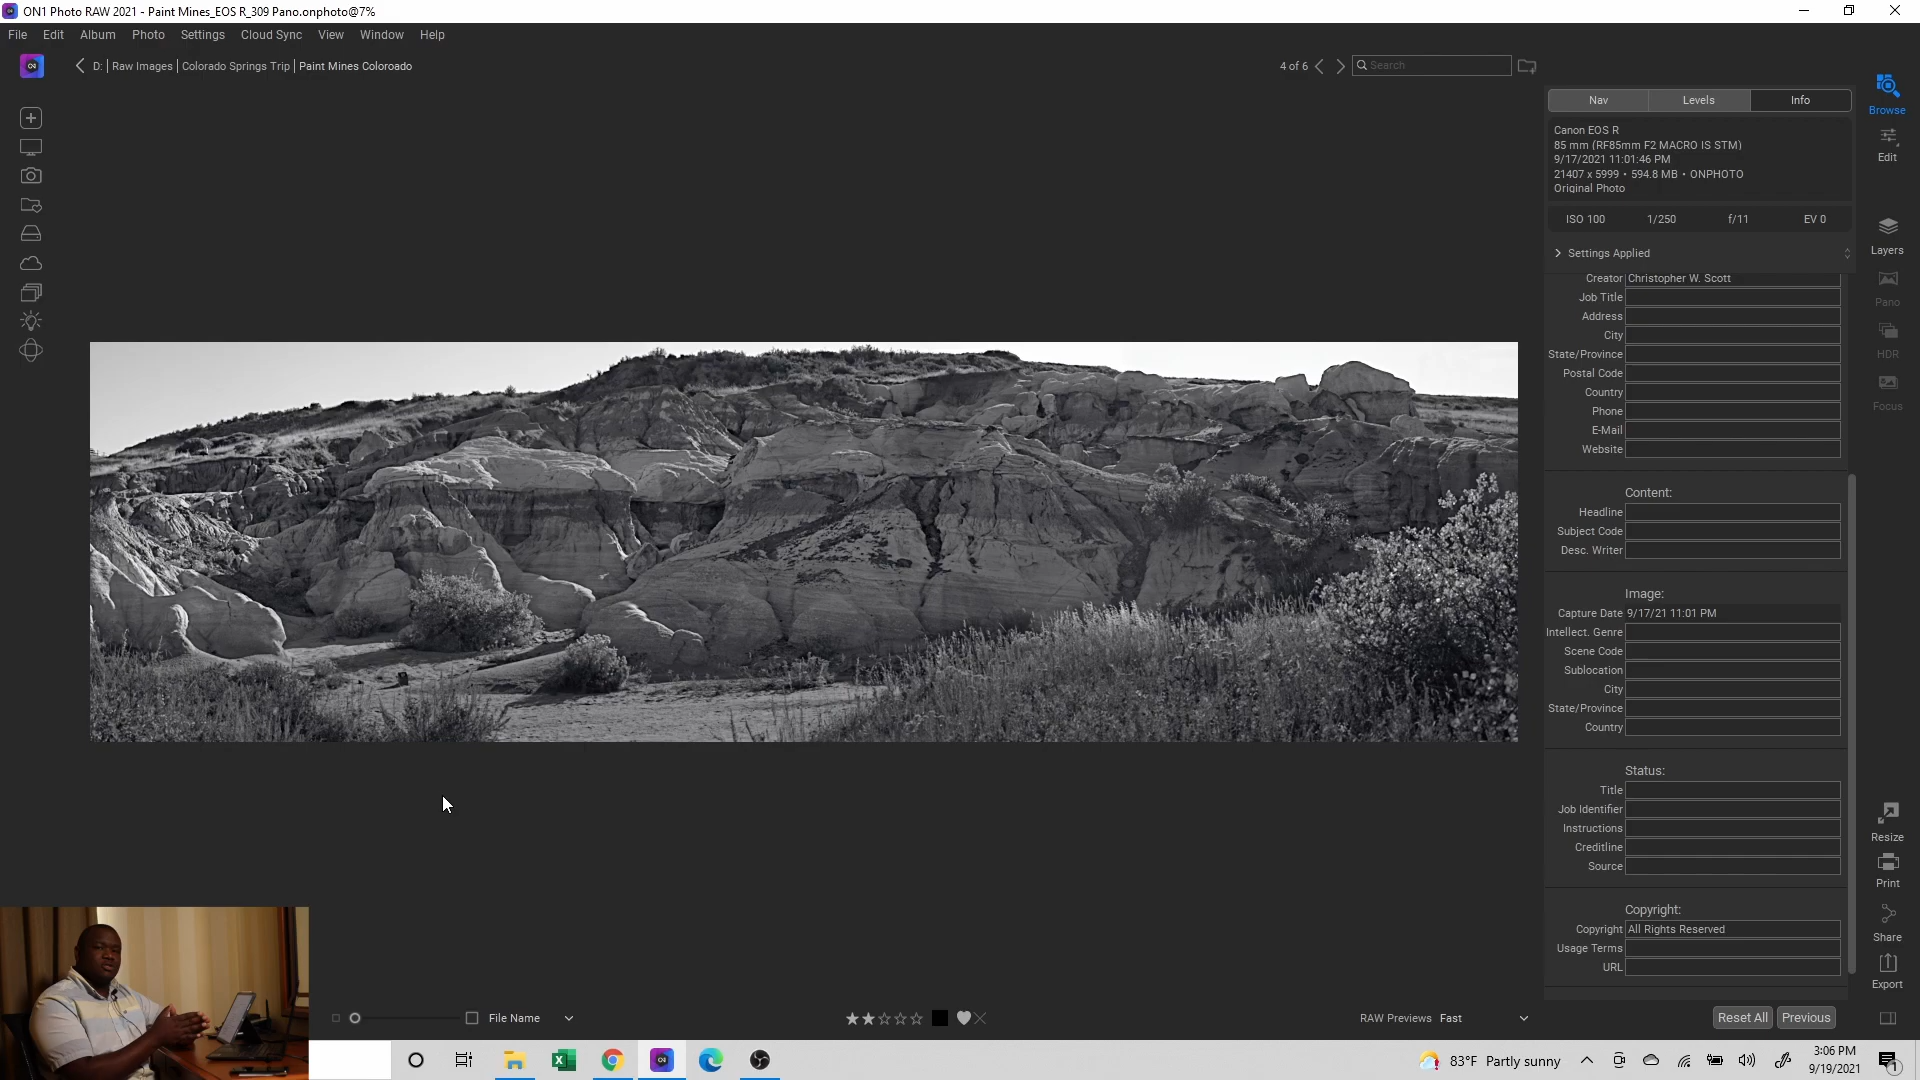 ON1 Photo RAW 2021 - Paint Mines_EOS R_309 Pano.onphoto@7%
File Edit Album Photo Settings Cloud Sync View Window Help
D: | Raw Images | Colorado Springs Trip | Paint Mines Coloroado
4 of 6
Search
Nav Levels Info
Browse
Canon EOS R
85 mm (RF85mm F2 MACRO IS STM)
9/17/2021 11:01:46 PM
21407 x 5999 • 594.8 MB • ONPHOTO
Original Photo
Edit
ISO 100 1/250 f/11 EV 0
Settings Applied
Layers
Creator Christopher W. Scott
Job Title
Pano
Address
City
State/Province
HDR
Postal Code
Country
Focus
Phone
E-Mail
Website
Content:
Headline
Subject Code
Desc. Writer
Image:
Capture Date 9/17/21 11:01 PM
Intellect. Genre
Scene Code
Sublocation
City
State/Province
Country
Status:
Title
Job Identifier
Instructions
Resize
Creditline
Source
Print
Copyright:
Copyright All Rights Reserved
Share
Usage Terms
URL
Export
File Name
RAW Previews Fast
Reset All Previous
83°F Partly sunny
3:06 PM
9/19/2021